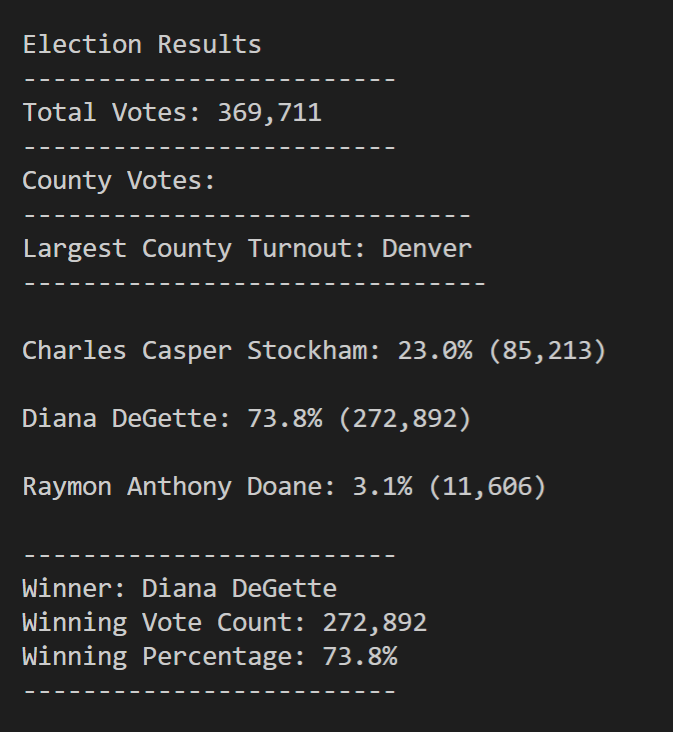 Election Results
-------------------------
Total Votes: 369,711
-------------------------
County Votes:
------------------------------
Largest County Turnout: Denver
-------------------------------
Charles Casper Stockham: 23.0% (85,213)
Diana DeGette: 73.8% (272,892)
Raymon Anthony Doane: 3.1% (11,606)
-------------------------
Winner: Diana DeGette
Winning Vote Count: 272,892
Winning Percentage: 73.8%
-------------------------